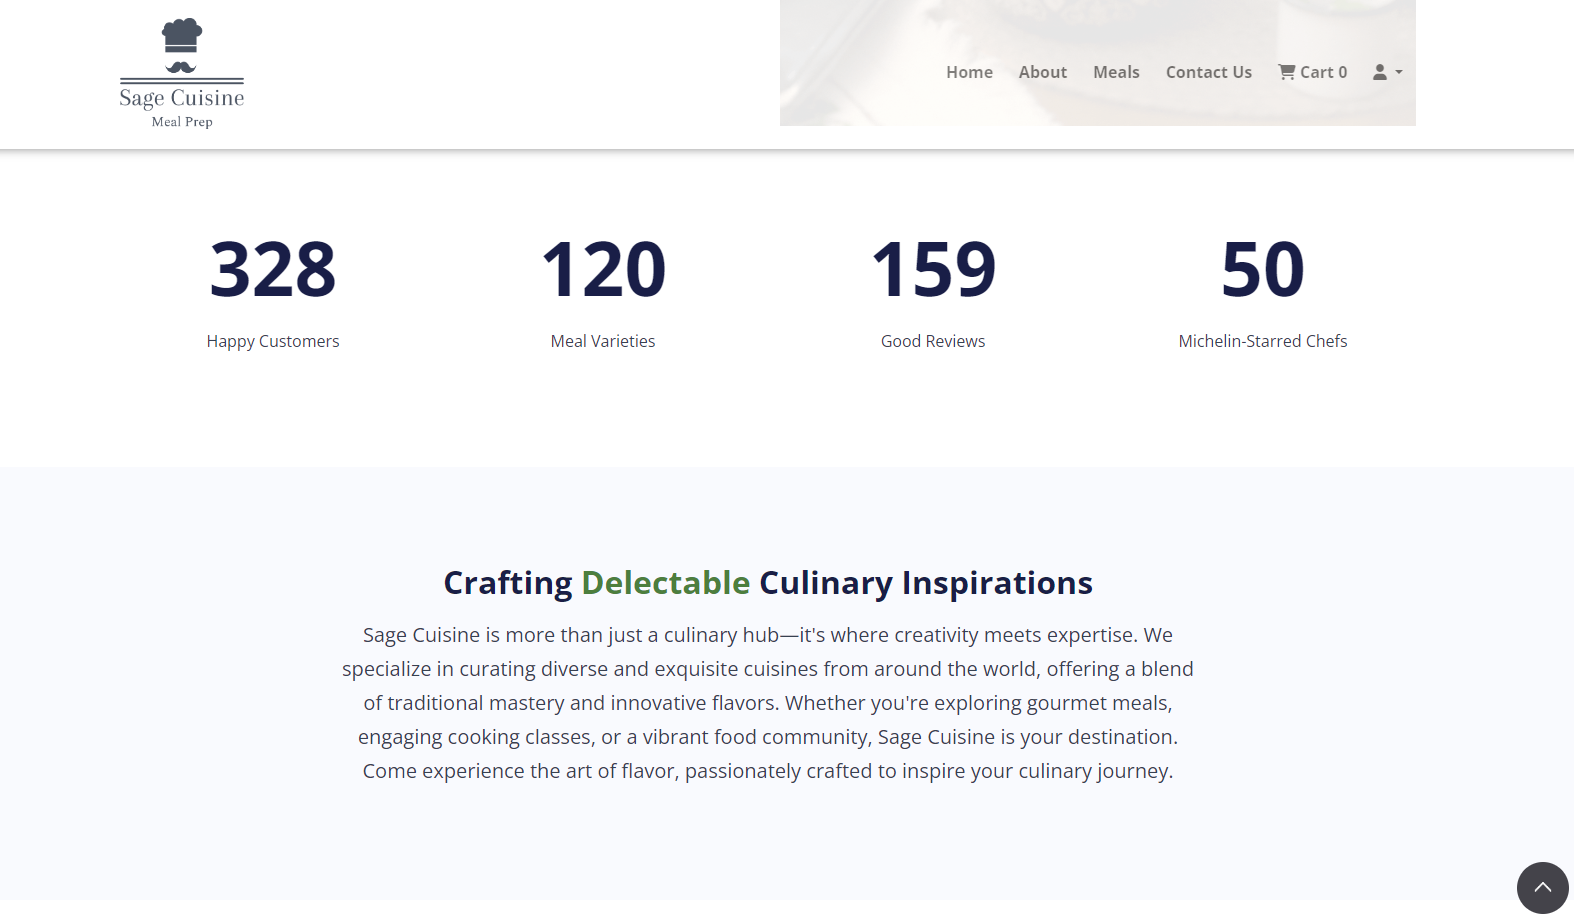 Sage Cuisine
Meal Prep
Home About Meals Contact Us Cart 0
328 120 159 50
Happy Customers Meal Varieties Good Reviews Michelin-Starred Chefs
Crafting Delectable Culinary Inspirations
Sage Cuisine is more than just a culinary hub—it's where creativity meets expertise. We
specialize in curating diverse and exquisite cuisines from around the world, offering a blend
of traditional mastery and innovative flavors. Whether you're exploring gourmet meals,
engaging cooking classes, or a vibrant food community, Sage Cuisine is your destination.
Come experience the art of flavor, passionately crafted to inspire your culinary journey.